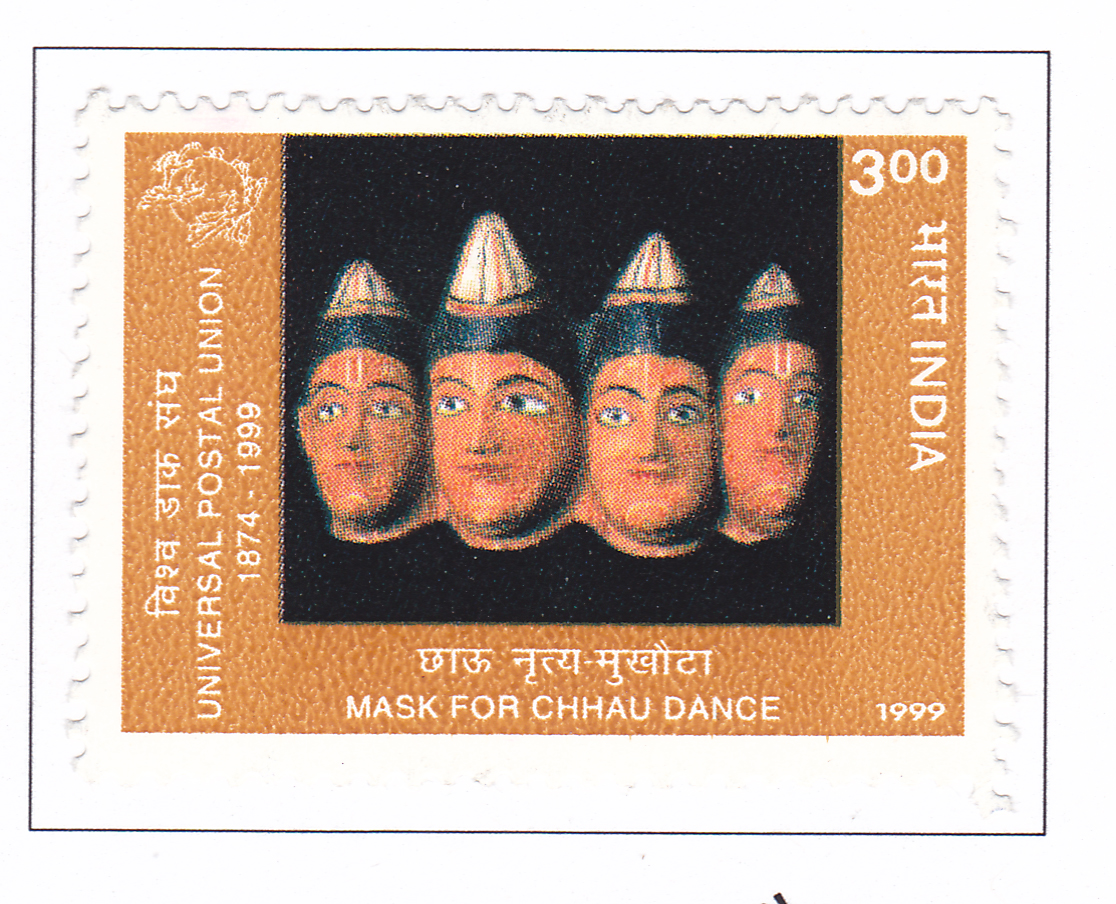 3.00
भारत INDIA
विश्व डाक संघ
UNIVERSAL POSTAL UNION
1874 - 1999
छाऊ नृत्य-मुखौटा
MASK FOR CHHAU DANCE
1999